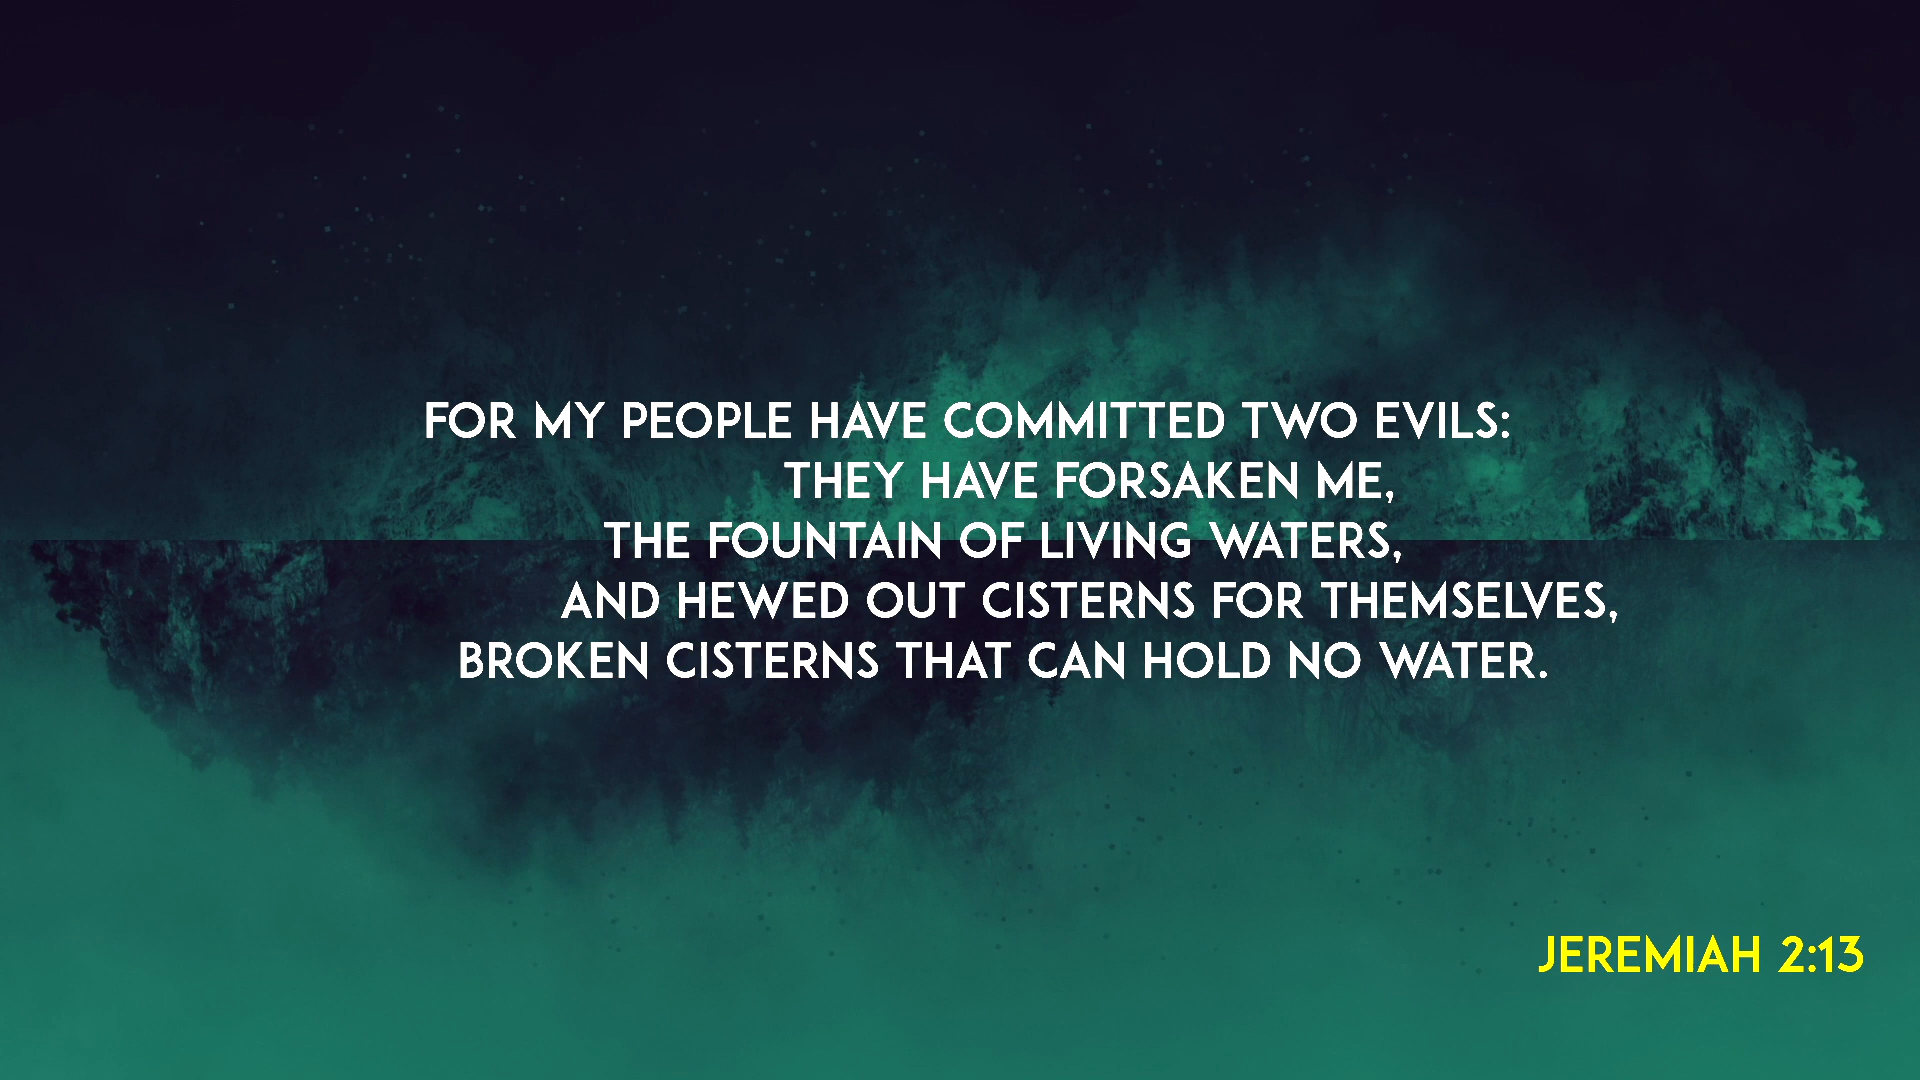 FOR MY PEOPLE HAVE COMMITTED TWO EVILS:
THEY HAVE FORSAKEN ME,
THE FOUNTAIN OF LIVING WATERS,
AND HEWED OUT CISTERNS FOR THEMSELVES,
BROKEN CISTERNS THAT CAN HOLD NO WATER.
JEREMIAH 2:13